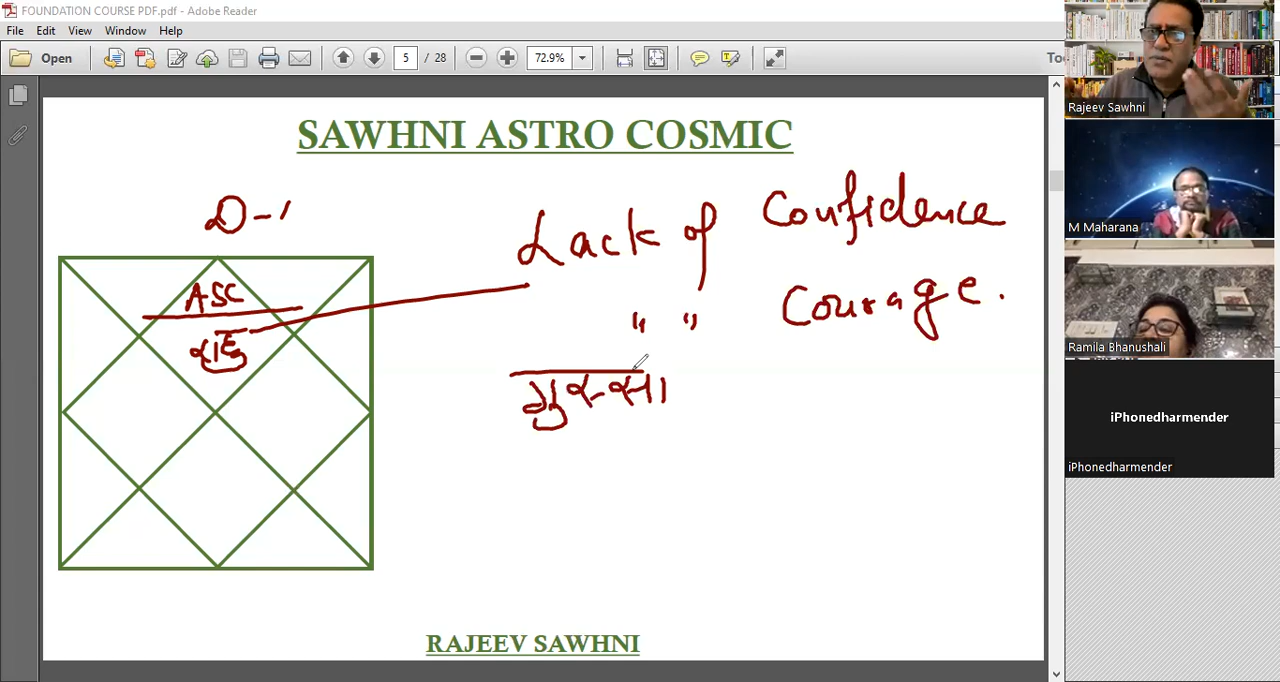 FOUNDATION COURSE PDF.pdf - Adobe Reader
File Edit View Window Help
Open 5 / 28 72.9%
SAWHNI ASTRO COSMIC
D-1
Lack of Confidence
ASC
" " Courage.
राहु
RAJEEV SAWHNI
Rajeev Sawhni
M Maharana
Ramila Bhanushali
iPhonedharmender
iPhonedharmender